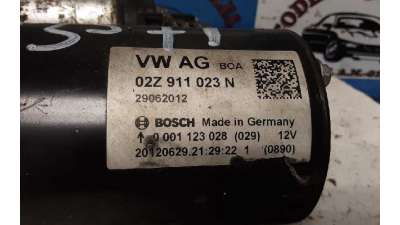 VW AG BOA
02Z 911 023 N
29062012
BOSCH Made in Germany
↑ 0 001 123 028 (029) 12V
20120629.21:29:22 1 (0890)